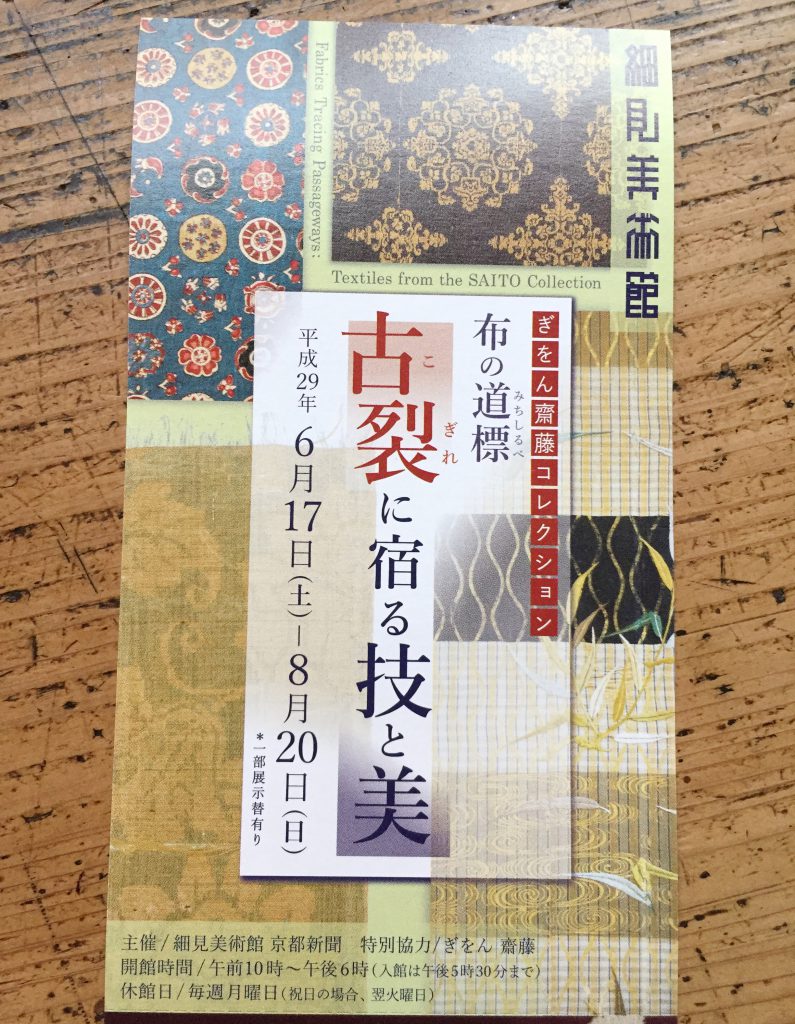 細見美術館
Fabrics Tracing Passageways:
Textiles from the SAITO Collection
ぎをん齋藤コレクション
布の道標
みちしるべ
古裂に宿る技と美
こぎれ
平成29年 6月17日(土)–8月20日(日)
*一部展示替有り
主催/細見美術館 京都新聞 特別協力/ぎをん 齋藤
開館時間/午前10時~午後6時(入館は午後5時30分まで)
休館日/毎週月曜日(祝日の場合、翌火曜日)